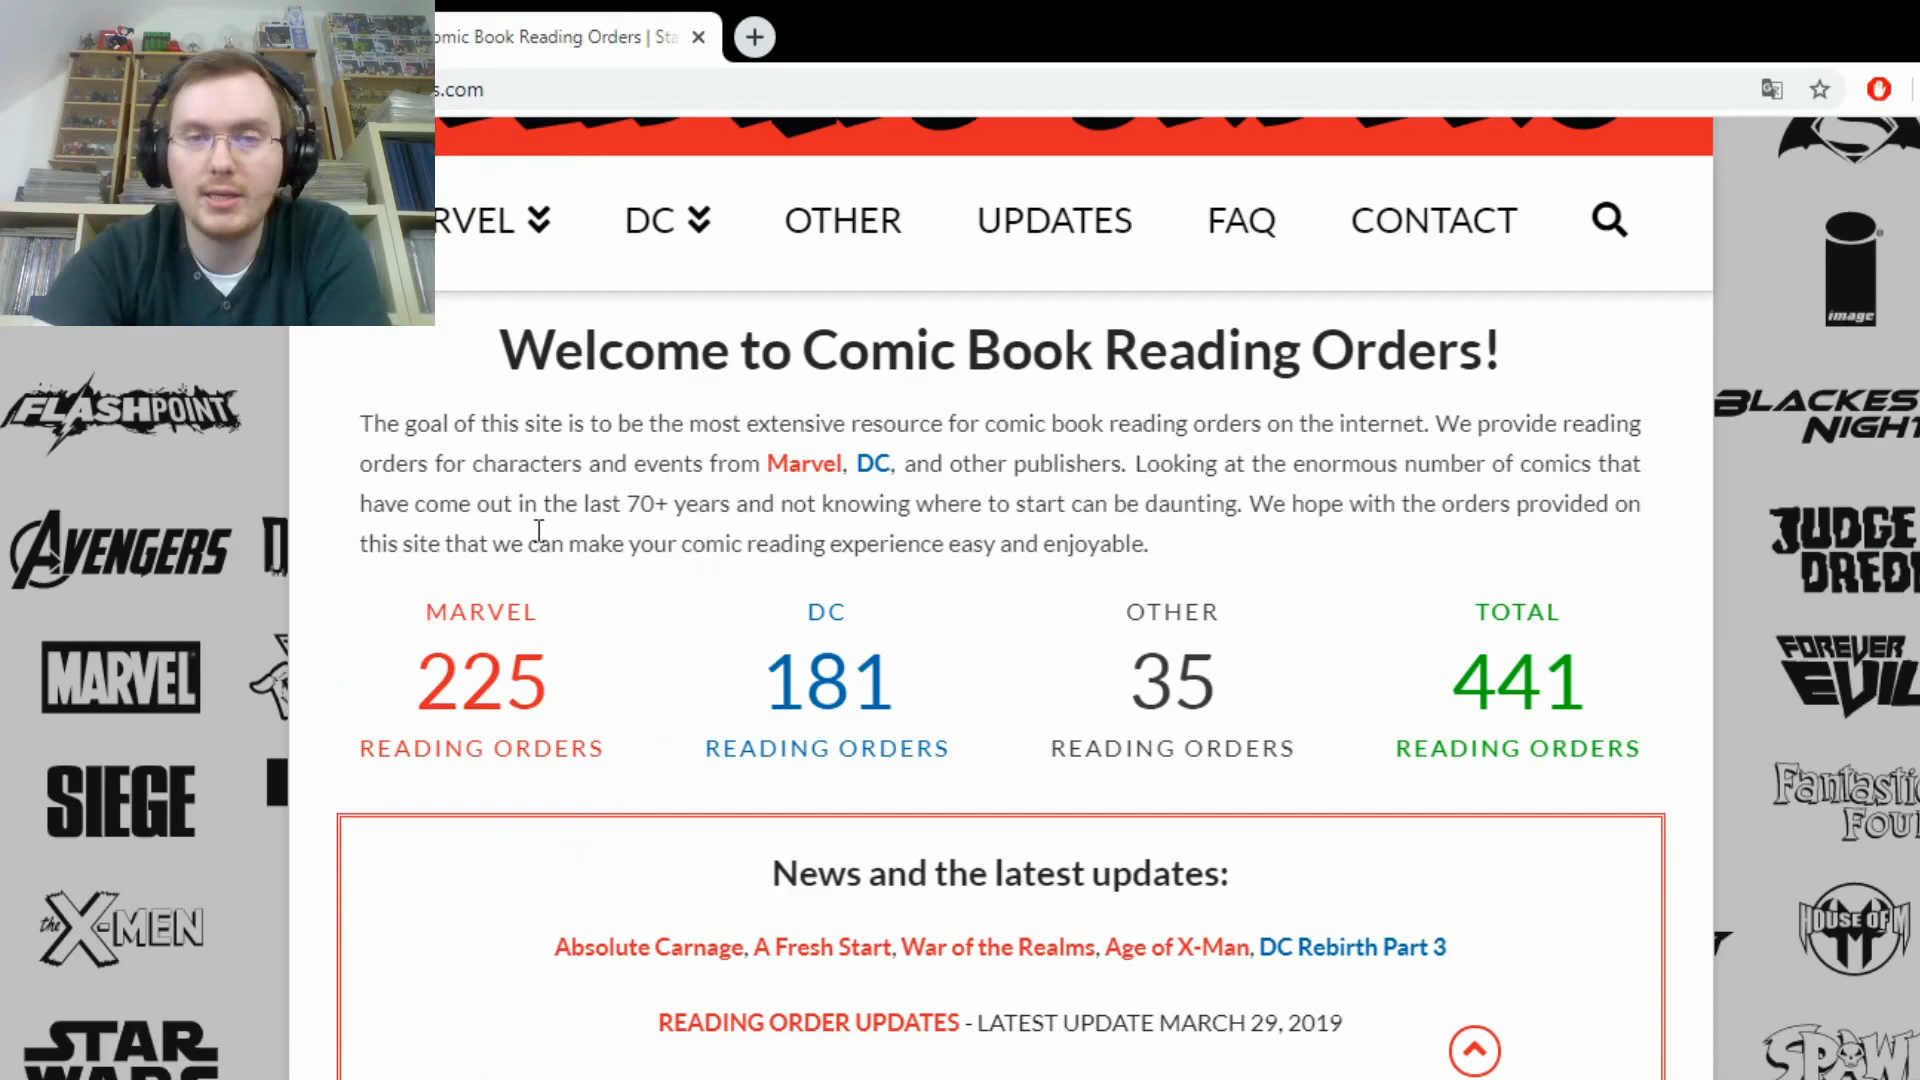 omic Book Reading Orders | Sta
s.com
RVEL DC OTHER UPDATES FAQ CONTACT
image
Welcome to Comic Book Reading Orders!
The goal of this site is to be the most extensive resource for comic book reading orders on the internet. We provide reading
orders for characters and events from Marvel, DC, and other publishers. Looking at the enormous number of comics that
have come out in the last 70+ years and not knowing where to start can be daunting. We hope with the orders provided on
this site that we can make your comic reading experience easy and enjoyable.
MARVEL DC OTHER TOTAL
225 181 35 441
READING ORDERS READING ORDERS READING ORDERS READING ORDERS
News and the latest updates:
Absolute Carnage, A Fresh Start, War of the Realms, Age of X-Man, DC Rebirth Part 3
READING ORDER UPDATES - LATEST UPDATE MARCH 29, 2019
FLASHPOINT
AVENGERS
MARVEL
SIEGE
the X-MEN
STAR
WARS
BLACKES
NIGHT
JUDGE
DREDD
FOREVER
EVIL
Fantastic
Four
HOUSE OF M
SPAWN